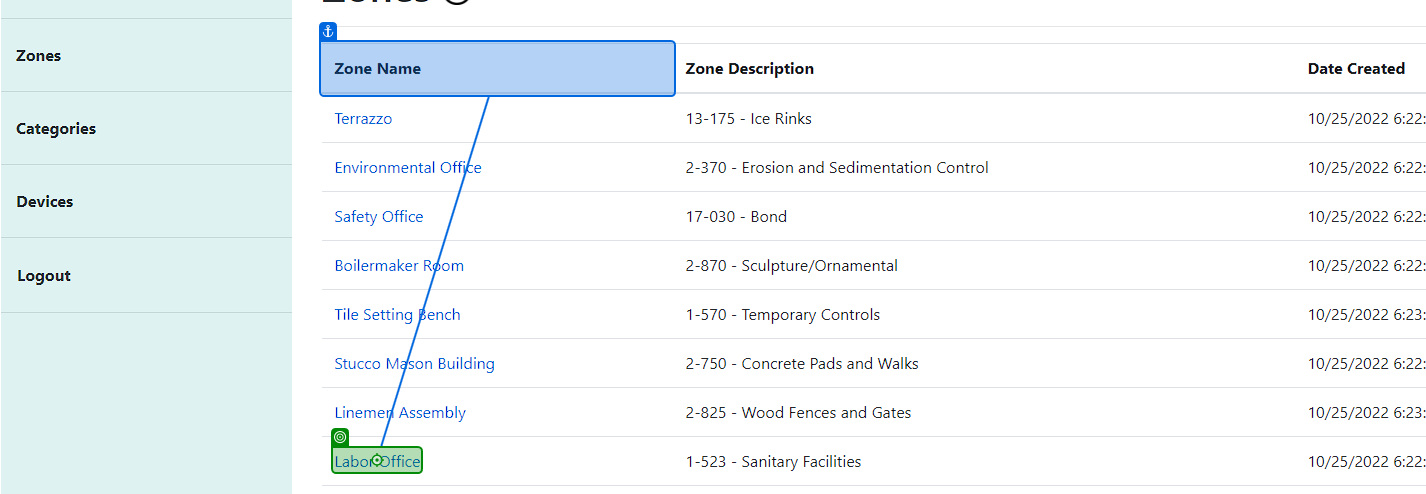 Zones
Zones
Categories
Devices
Logout
Zone Name Zone Description Date Created
Terrazzo 13-175 - Ice Rinks 10/25/2022 6:22:
Environmental Office 2-370 - Erosion and Sedimentation Control 10/25/2022 6:22:
Safety Office 17-030 - Bond 10/25/2022 6:22:
Boilermaker Room 2-870 - Sculpture/Ornamental 10/25/2022 6:22:
Tile Setting Bench 1-570 - Temporary Controls 10/25/2022 6:23:
Stucco Mason Building 2-750 - Concrete Pads and Walks 10/25/2022 6:22:
Linemen Assembly 2-825 - Wood Fences and Gates 10/25/2022 6:23:
Labor Office 1-523 - Sanitary Facilities 10/25/2022 6:22: